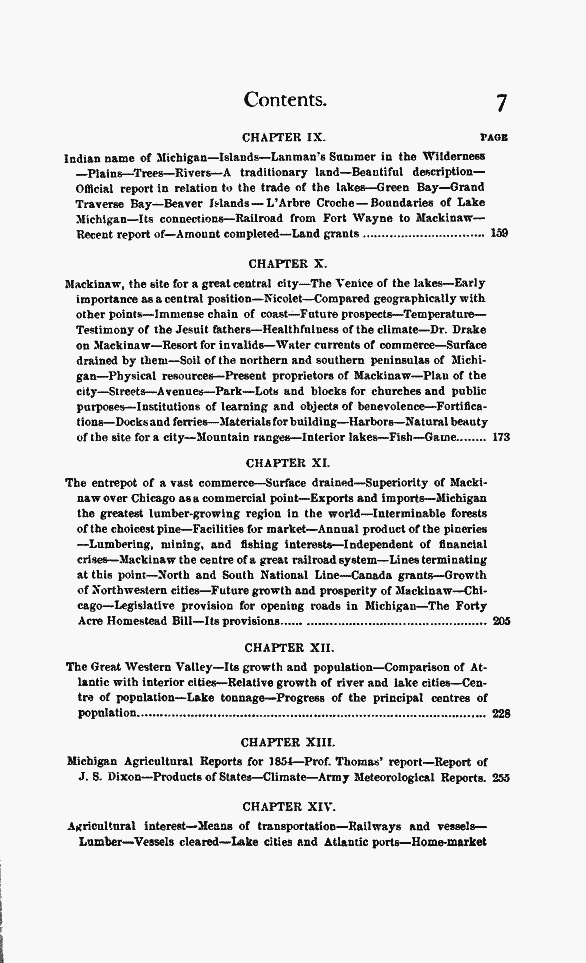 Contents.
7
CHAPTER IX.
PAGE
Indian name of Michigan—Islands—Lanman's Summer in the Wilderness
—Plains—Trees—Rivers—A traditionary land—Beautiful description—
Official report in relation to the trade of the lakes—Green Bay—Grand
Traverse Bay—Beaver Islands—L'Arbre Croche—Boundaries of Lake
Michigan—Its connections—Railroad from Fort Wayne to Mackinaw—
Recent report of—Amount completed—Land grants ................................ 159
CHAPTER X.
Mackinaw, the site for a great central city—The Venice of the lakes—Early
importance as a central position—Nicolet—Compared geographically with
other points—Immense chain of coast—Future prospects—Temperature—
Testimony of the Jesuit fathers—Healthfulness of the climate—Dr. Drake
on Mackinaw—Resort for invalids—Water currents of commerce—Surface
drained by them—Soil of the northern and southern peninsulas of Michi-
gan—Physical resources—Present proprietors of Mackinaw—Plan of the
city—Streets—Avenues—Park—Lots and blocks for churches and public
purposes—Institutions of learning and objects of benevolence—Fortifica-
tions—Docks and ferries—Materials for building—Harbors—Natural beauty
of the site for a city—Mountain ranges—Interior lakes—Fish—Game........ 173
CHAPTER XI.
The entrepot of a vast commerce—Surface drained—Superiority of Macki-
naw over Chicago as a commercial point—Exports and imports—Michigan
the greatest lumber-growing region in the world—Interminable forests
of the choicest pine—Facilities for market—Annual product of the pineries
—Lumbering, mining, and fishing interests—Independent of financial
crises—Mackinaw the centre of a great railroad system—Lines terminating
at this point—North and South National Line—Canada grants—Growth
of Northwestern cities—Future growth and prosperity of Mackinaw—Chi-
cago—Legislative provision for opening roads in Michigan—The Forty
Acre Homestead Bill—Its provisions...... ............................................... 205
CHAPTER XII.
The Great Western Valley—Its growth and population—Comparison of At-
lantic with interior cities—Relative growth of river and lake cities—Cen-
tre of population—Lake tonnage—Progress of the principal centres of
population............................................................................................ 228
CHAPTER XIII.
Michigan Agricultural Reports for 1854—Prof. Thomas' report—Report of
J. S. Dixon—Products of States—Climate—Army Meteorological Reports. 255
CHAPTER XIV.
Agricultural interest—Means of transportation—Railways and vessels—
Lumber—Vessels cleared—Lake cities and Atlantic ports—Home-market